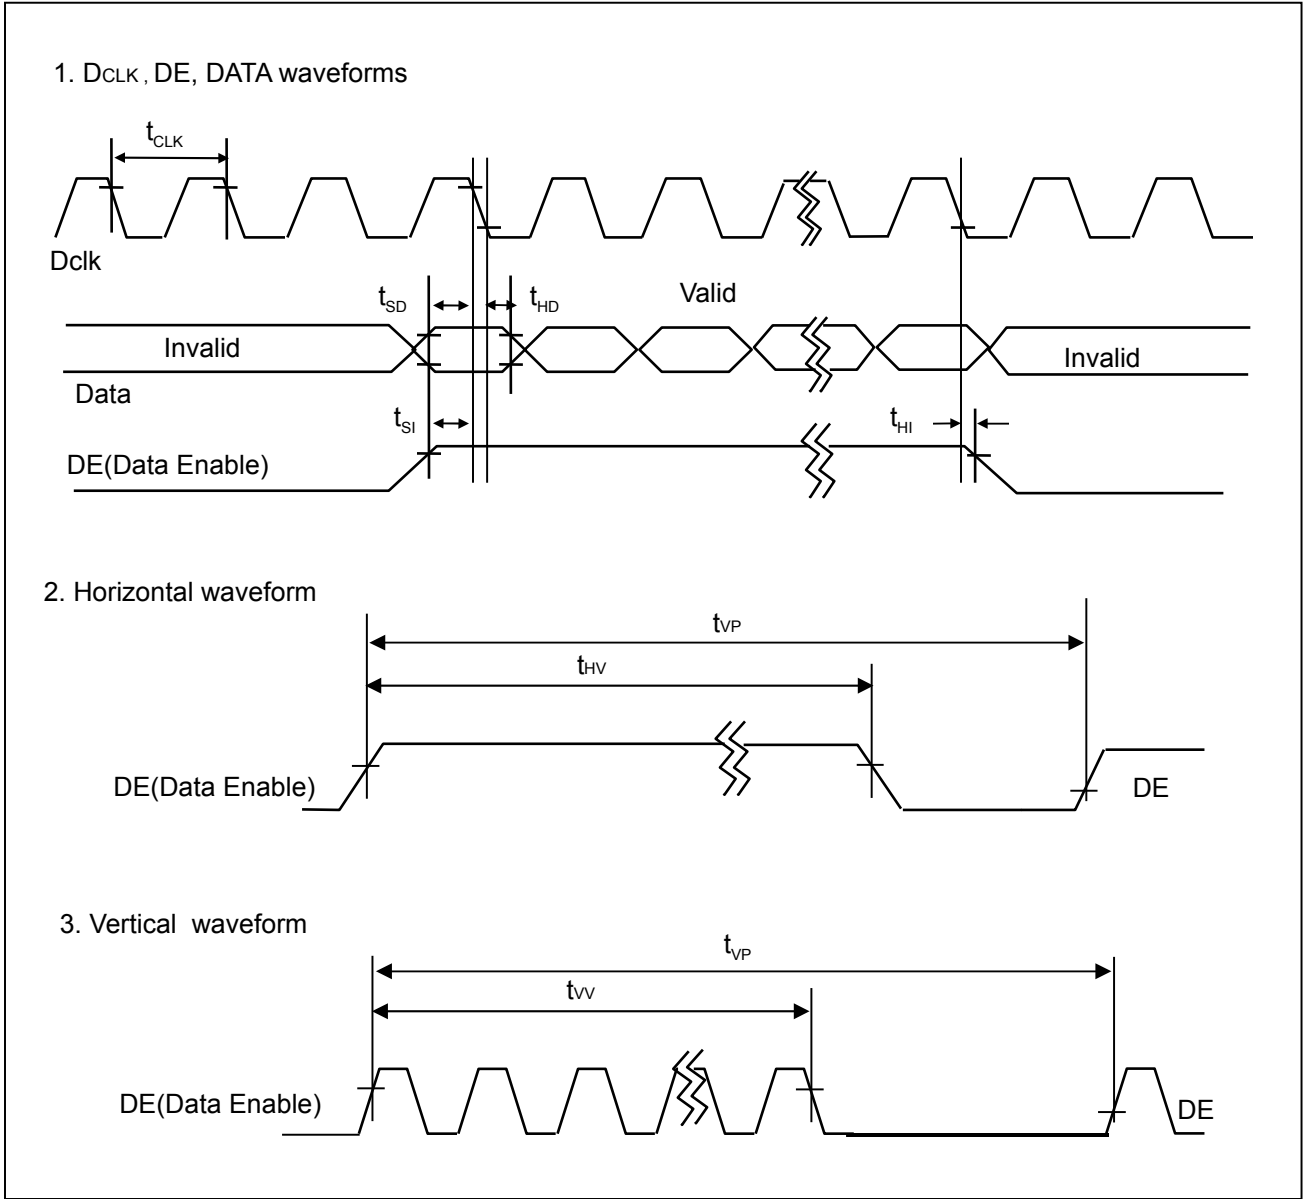 1. DCLK , DE, DATA waveforms
tCLK
Dclk
tSD
tHD
Valid
Invalid
Invalid
Data
tSI
tHI
DE(Data Enable)
2. Horizontal waveform
tVP
tHV
DE(Data Enable)
DE
3. Vertical waveform
tVP
tVV
DE(Data Enable)
DE